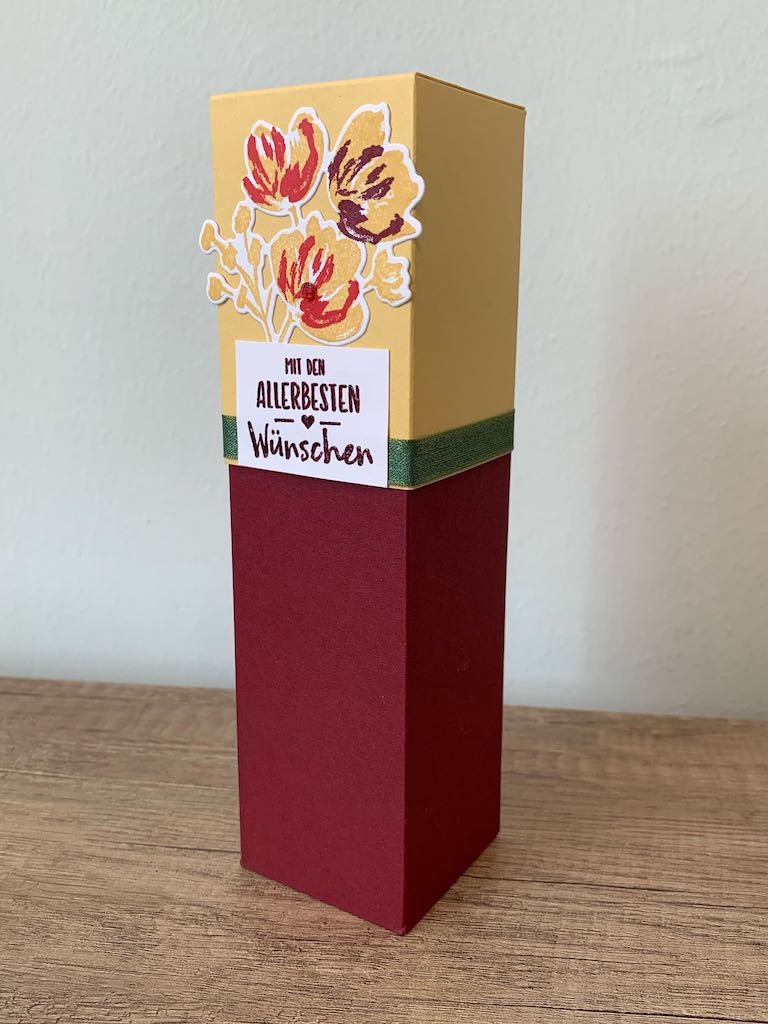 MIT DEN
ALLERBESTEN
Wünschen